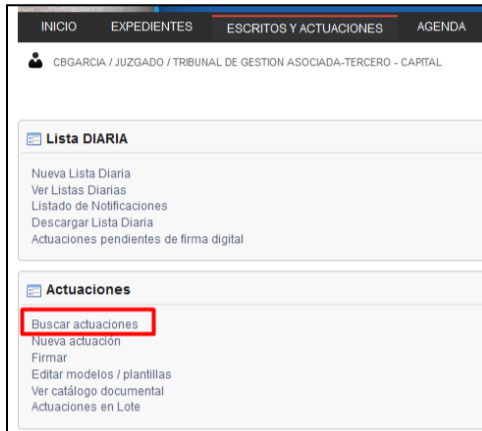 INICIO EXPEDIENTES ESCRITOS Y ACTUACIONES AGENDA
CBGARCIA / JUZGADO / TRIBUNAL DE GESTION ASOCIADA-TERCERO - CAPITAL
Lista DIARIA
Nueva Lista Diaria
Ver Listas Diarias
Listado de Notificaciones
Descargar Lista Diaria
Actuaciones pendientes de firma digital
Actuaciones
Buscar actuaciones
Nueva actuación
Firmar
Editar modelos / plantillas
Ver catálogo documental
Actuaciones en Lote